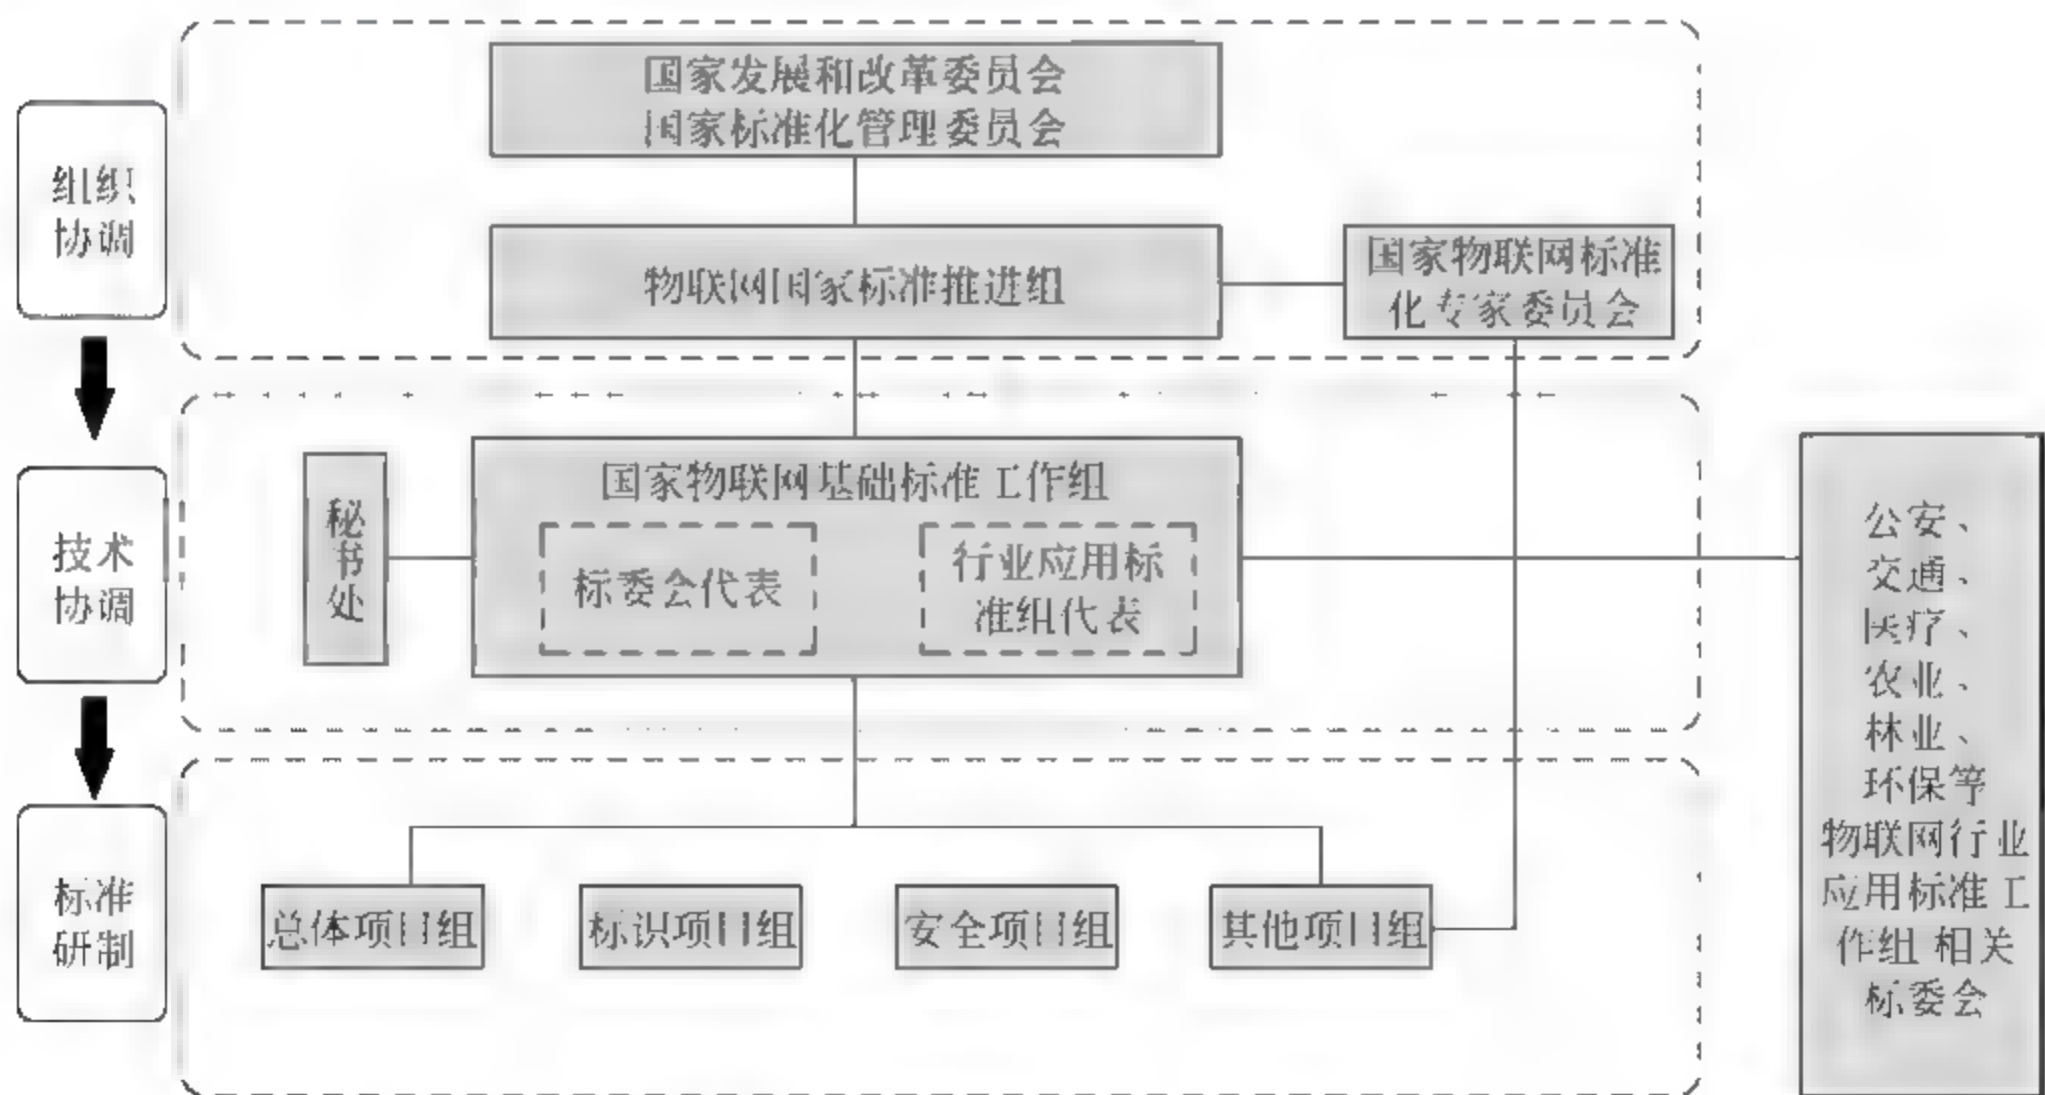 组织
协调
国家发展和改革委员会
国家标准化管理委员会
物联网国家标准推进组
国家物联网标准
化专家委员会
技术
协调
秘
书
处
国家物联网基础标准工作组
标委会代表
行业应用标
准组代表
标准
研制
总体项目组
标识项目组
安全项目组
其他项目组
公安、
交通、
医疗、
农业、
林业、
环保等
物联网行业
应用标准工
作组 相关
标委会